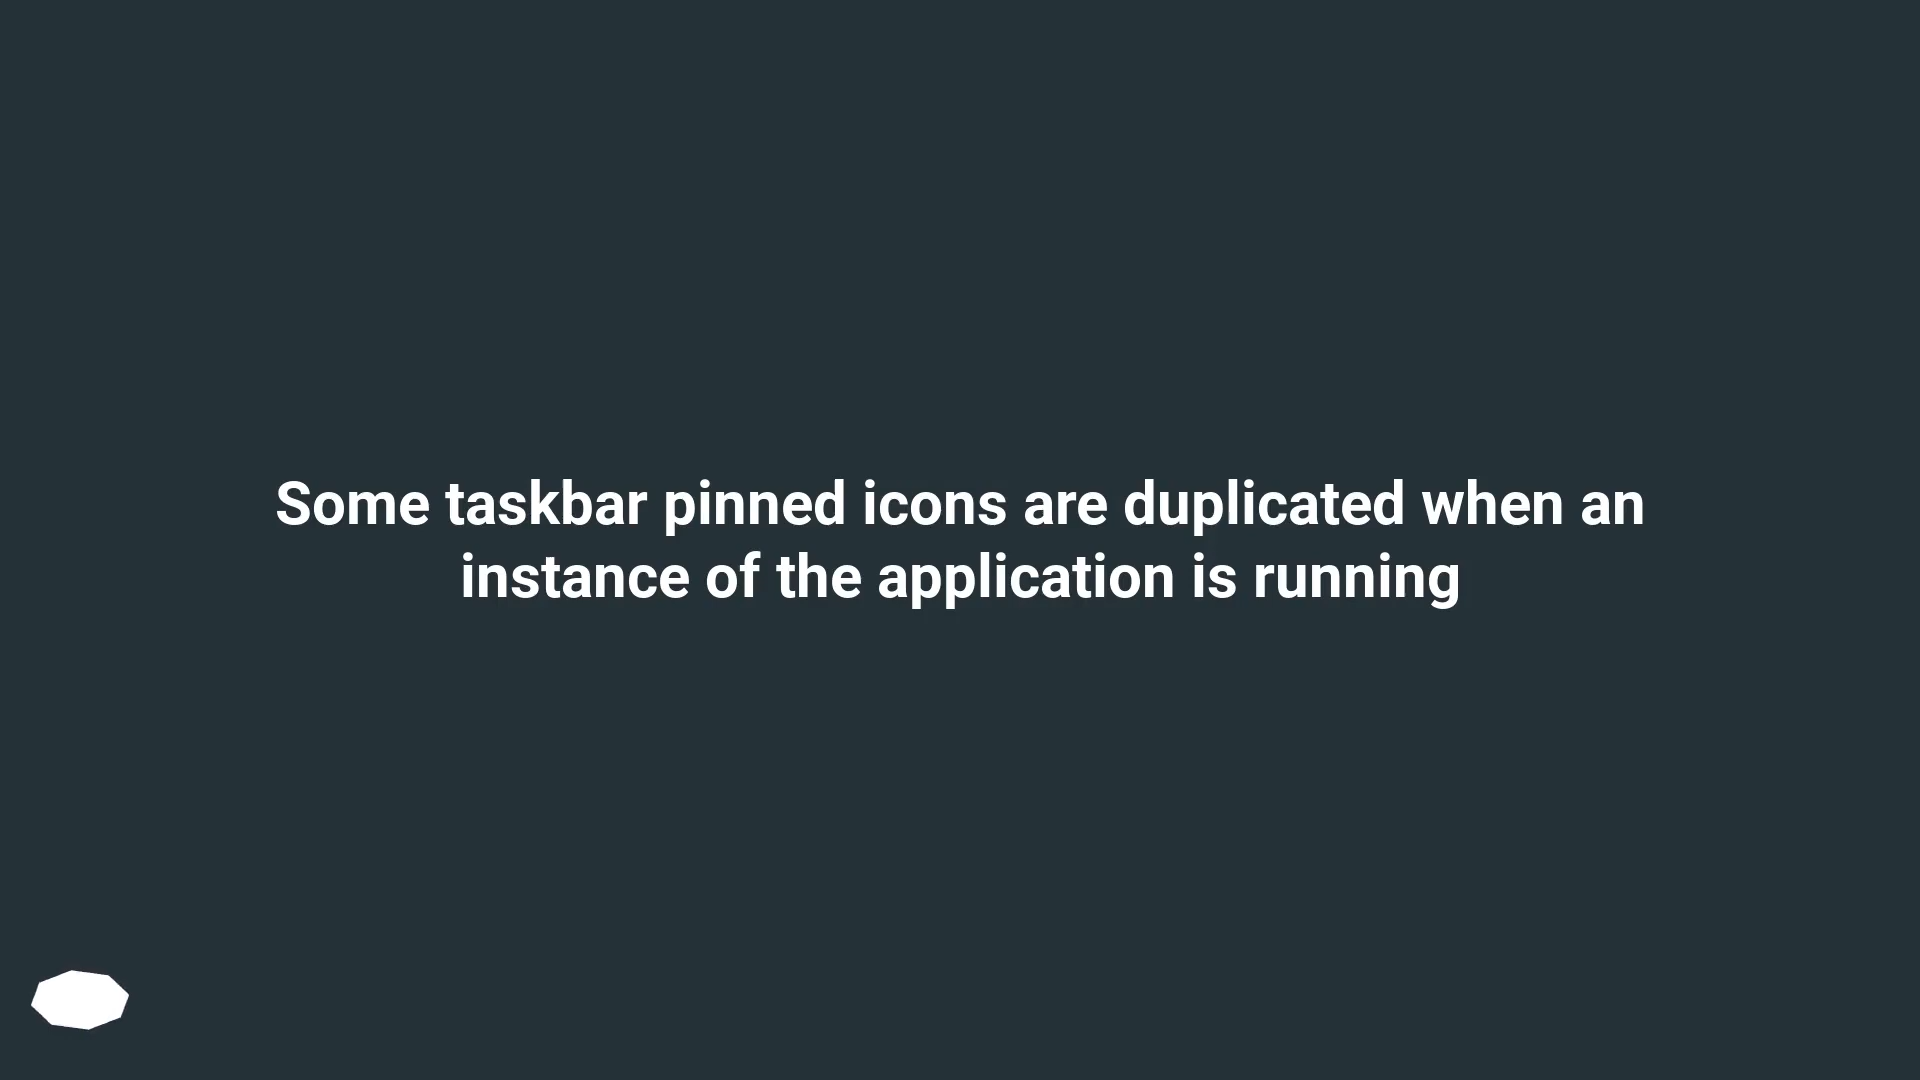 Some taskbar pinned icons are duplicated when an
instance of the application is running